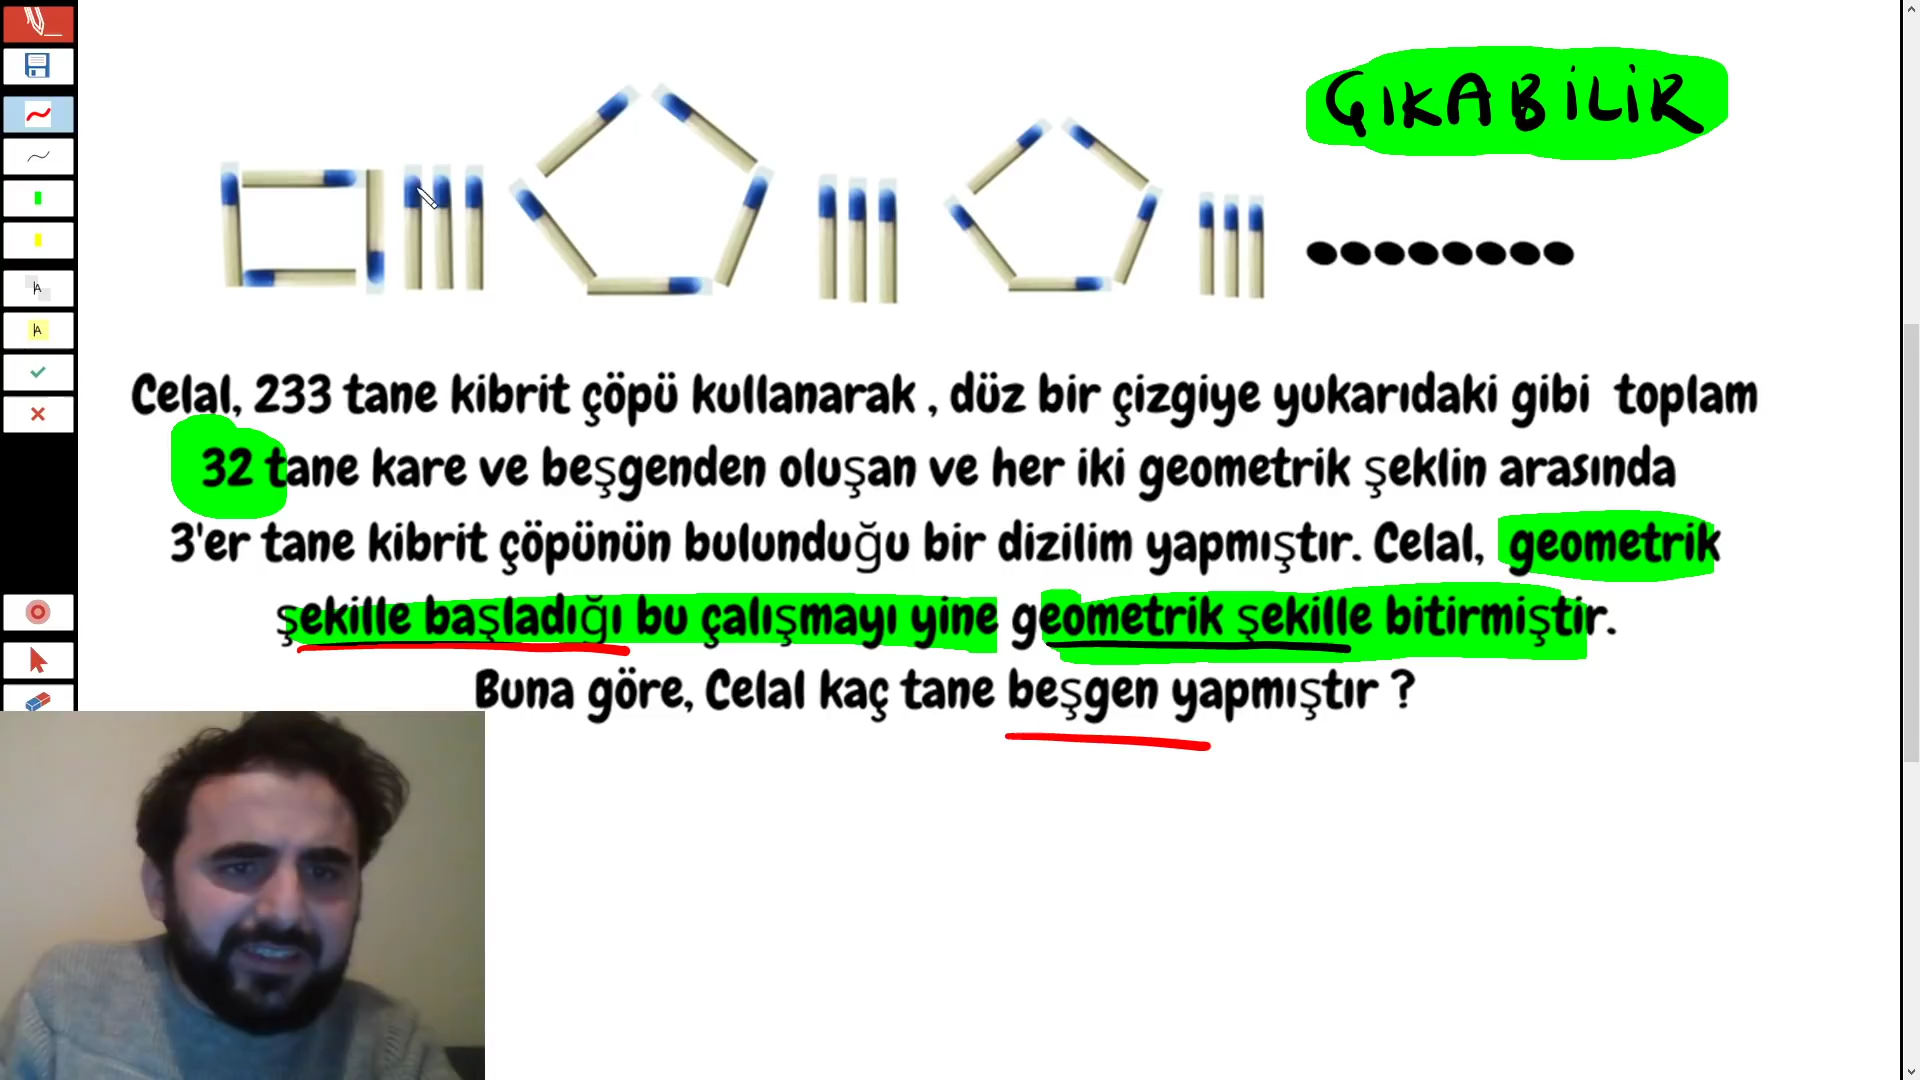 ÇIKABİLİR
Celal, 233 tane kibrit çöpü kullanarak , düz bir çizgiye yukarıdaki gibi toplam
32 tane kare ve beşgenden oluşan ve her iki geometrik şeklin arasında
3'er tane kibrit çöpünün bulunduğu bir dizilim yapmıştır. Celal, geometrik
şekille başladığı bu çalışmayı yine geometrik şekille bitirmiştir.
Buna göre, Celal kaç tane beşgen yapmıştır ?